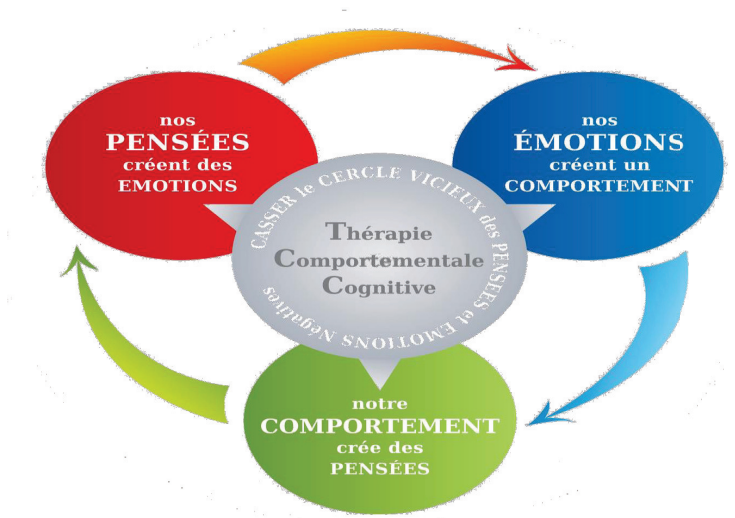 nos
PENSÉES
créent des
EMOTIONS
nos
ÉMOTIONS
créent un
COMPORTEMENT
CASSER le CERCLE VICIEUX des PENSEES et EMOTIONS Négatives
Thérapie
Comportementale
Cognitive
notre
COMPORTEMENT
crée des
PENSÉES